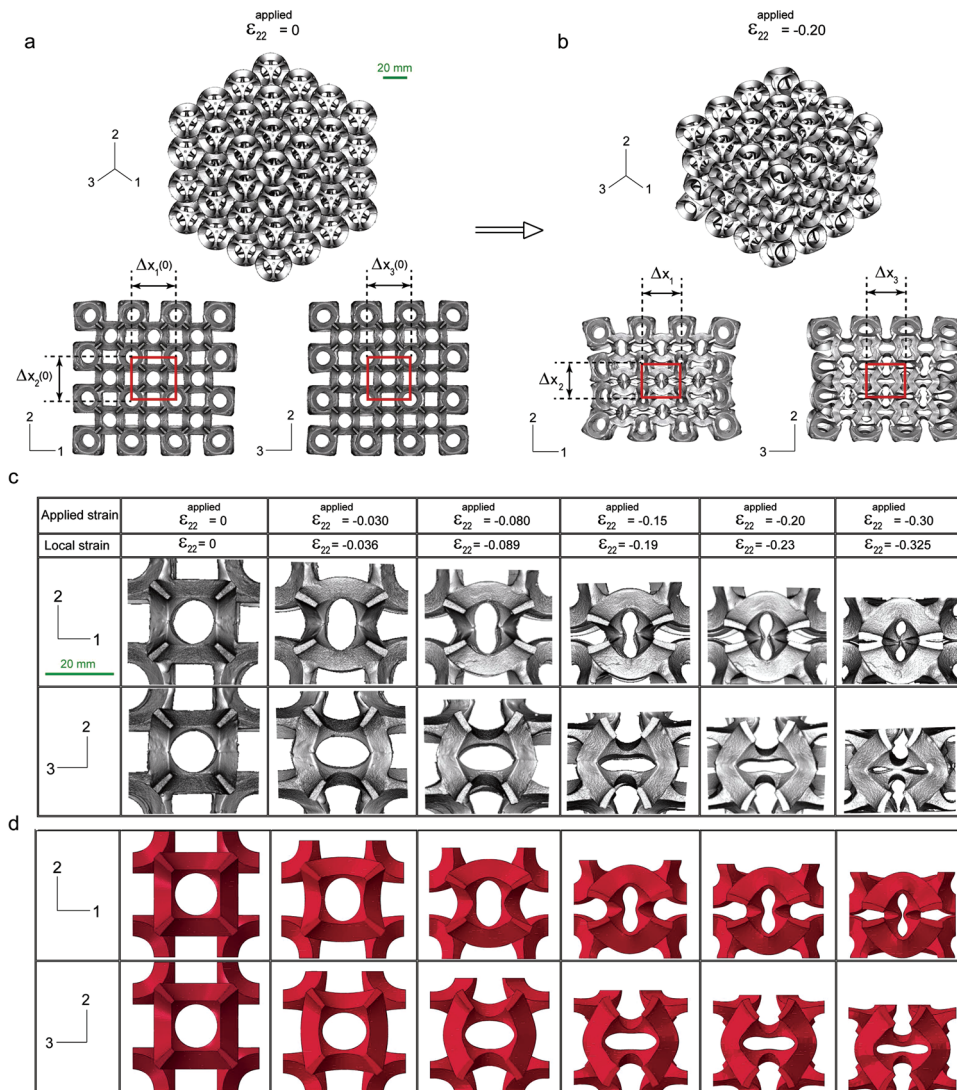 a
applied
ε22 = 0
20 mm
2
3 1
Δx1(0)
Δx3(0)
Δx2(0)
2
1
2
3
b
applied
ε22 = -0.20
2
3 1
Δx1
Δx3
Δx2
2
1
2
3
c
Applied strain
applied
ε22 = 0
applied
ε22 = -0.030
applied
ε22 = -0.080
applied
ε22 = -0.15
applied
ε22 = -0.20
applied
ε22 = -0.30
Local strain
ε22= 0
ε22= -0.036
ε22= -0.089
ε22= -0.19
ε22= -0.23
ε22= -0.325
2
1
20 mm
2
3
d
2
1
2
3